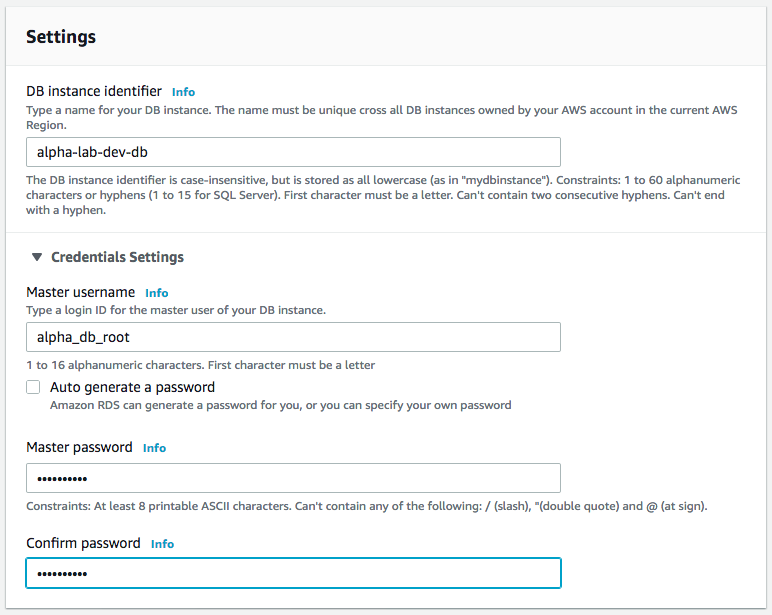 Settings
DB instance identifier Info
Type a name for your DB instance. The name must be unique cross all DB instances owned by your AWS account in the current AWS
Region.
alpha-lab-dev-db
The DB instance identifier is case-insensitive, but is stored as all lowercase (as in "mydbinstance"). Constraints: 1 to 60 alphanumeric
characters or hyphens (1 to 15 for SQL Server). First character must be a letter. Can't contain two consecutive hyphens. Can't end
with a hyphen.
Credentials Settings
Master username Info
Type a login ID for the master user of your DB instance.
alpha_db_root
1 to 16 alphanumeric characters. First character must be a letter
Auto generate a password
Amazon RDS can generate a password for you, or you can specify your own password
Master password Info
••••••••••
Constraints: At least 8 printable ASCII characters. Can't contain any of the following: / (slash), "(double quote) and @ (at sign).
Confirm password Info
••••••••••